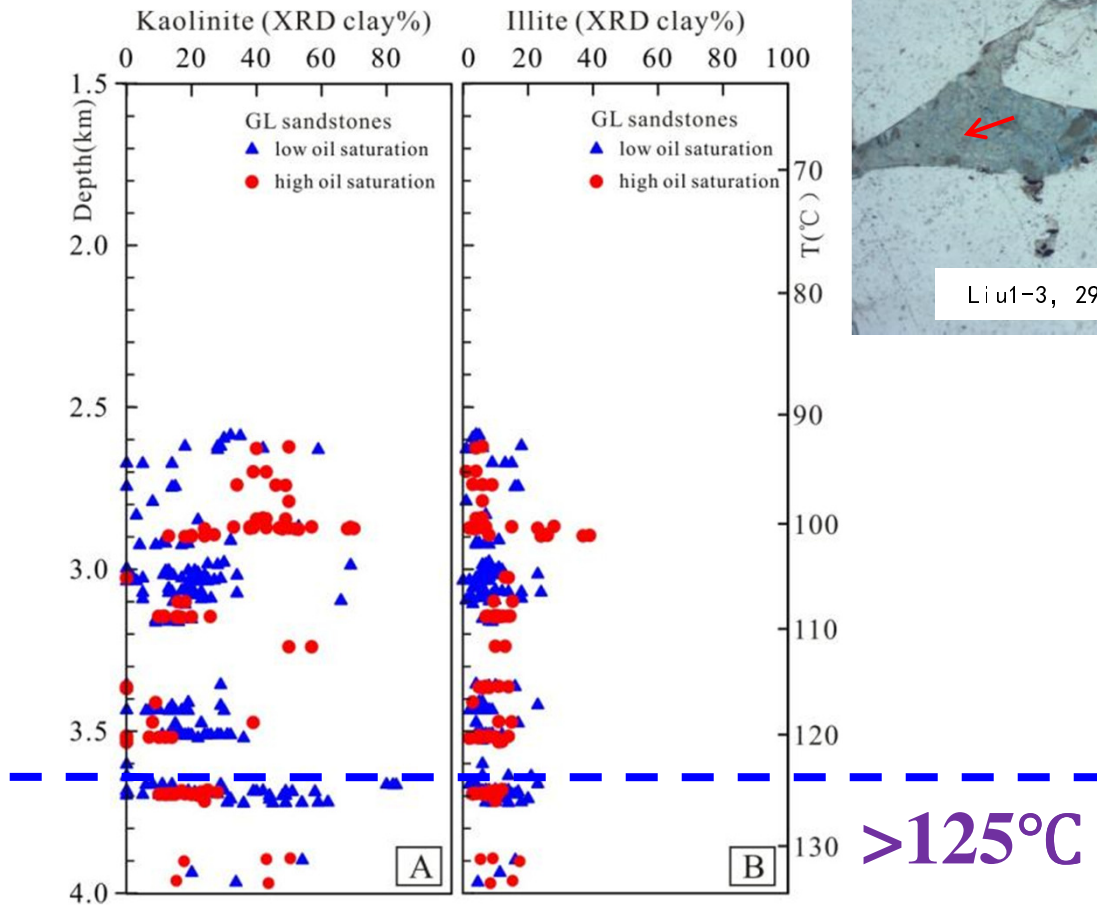 Kaolinite (XRD clay%)
Illite (XRD clay%)
0 20 40 60 80
0 20 40 60 80 100
1.5
2.0
2.5
3.0
3.5
4.0
Depth(km)
GL sandstones
low oil saturation
high oil saturation
A
GL sandstones
low oil saturation
high oil saturation
B
70
80
90
100
110
120
130
T(℃)
Liu1-3, 29
>125℃